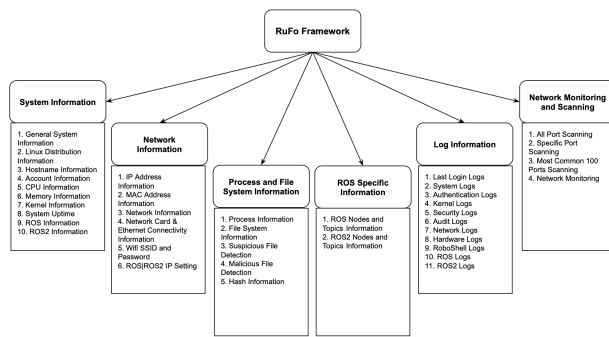 RuFo Framework
System Information
1. General System
Information
2. Linux Distribution
Information
3. Hostname Information
4. Account Information
5. CPU Information
6. Memory Information
7. Kernel Information
8. System Uptime
9. ROS Information
10. ROS2 Information
Network
Information
1. IP Address
Information
2. MAC Address
Information
3. Network Information
4. Network Card &
Ethernet Connectivity
Information
5. Wifi SSID and
Password
6. ROS|ROS2 IP Setting
Process and File
System Information
1. Process Information
2. File System
Information
3. Suspicious File
Detection
4. Malicious File
Detection
5. Hash Information
ROS Specific
Information
1. ROS Nodes and
Topics Information
2. ROS2 Nodes and
Topics Information
Log Information
1. Last Login Logs
2. System Logs
3. Authentication Logs
4. Kernel Logs
5. Security Logs
6. Audit Logs
7. Network Logs
8. Hardware Logs
9. RoboShell Logs
10. ROS Logs
11. ROS2 Logs
Network Monitoring
and Scanning
1. All Port Scanning
2. Specific Port
Scanning
3. Most Common 100
Ports Scanning
4. Network Monitoring